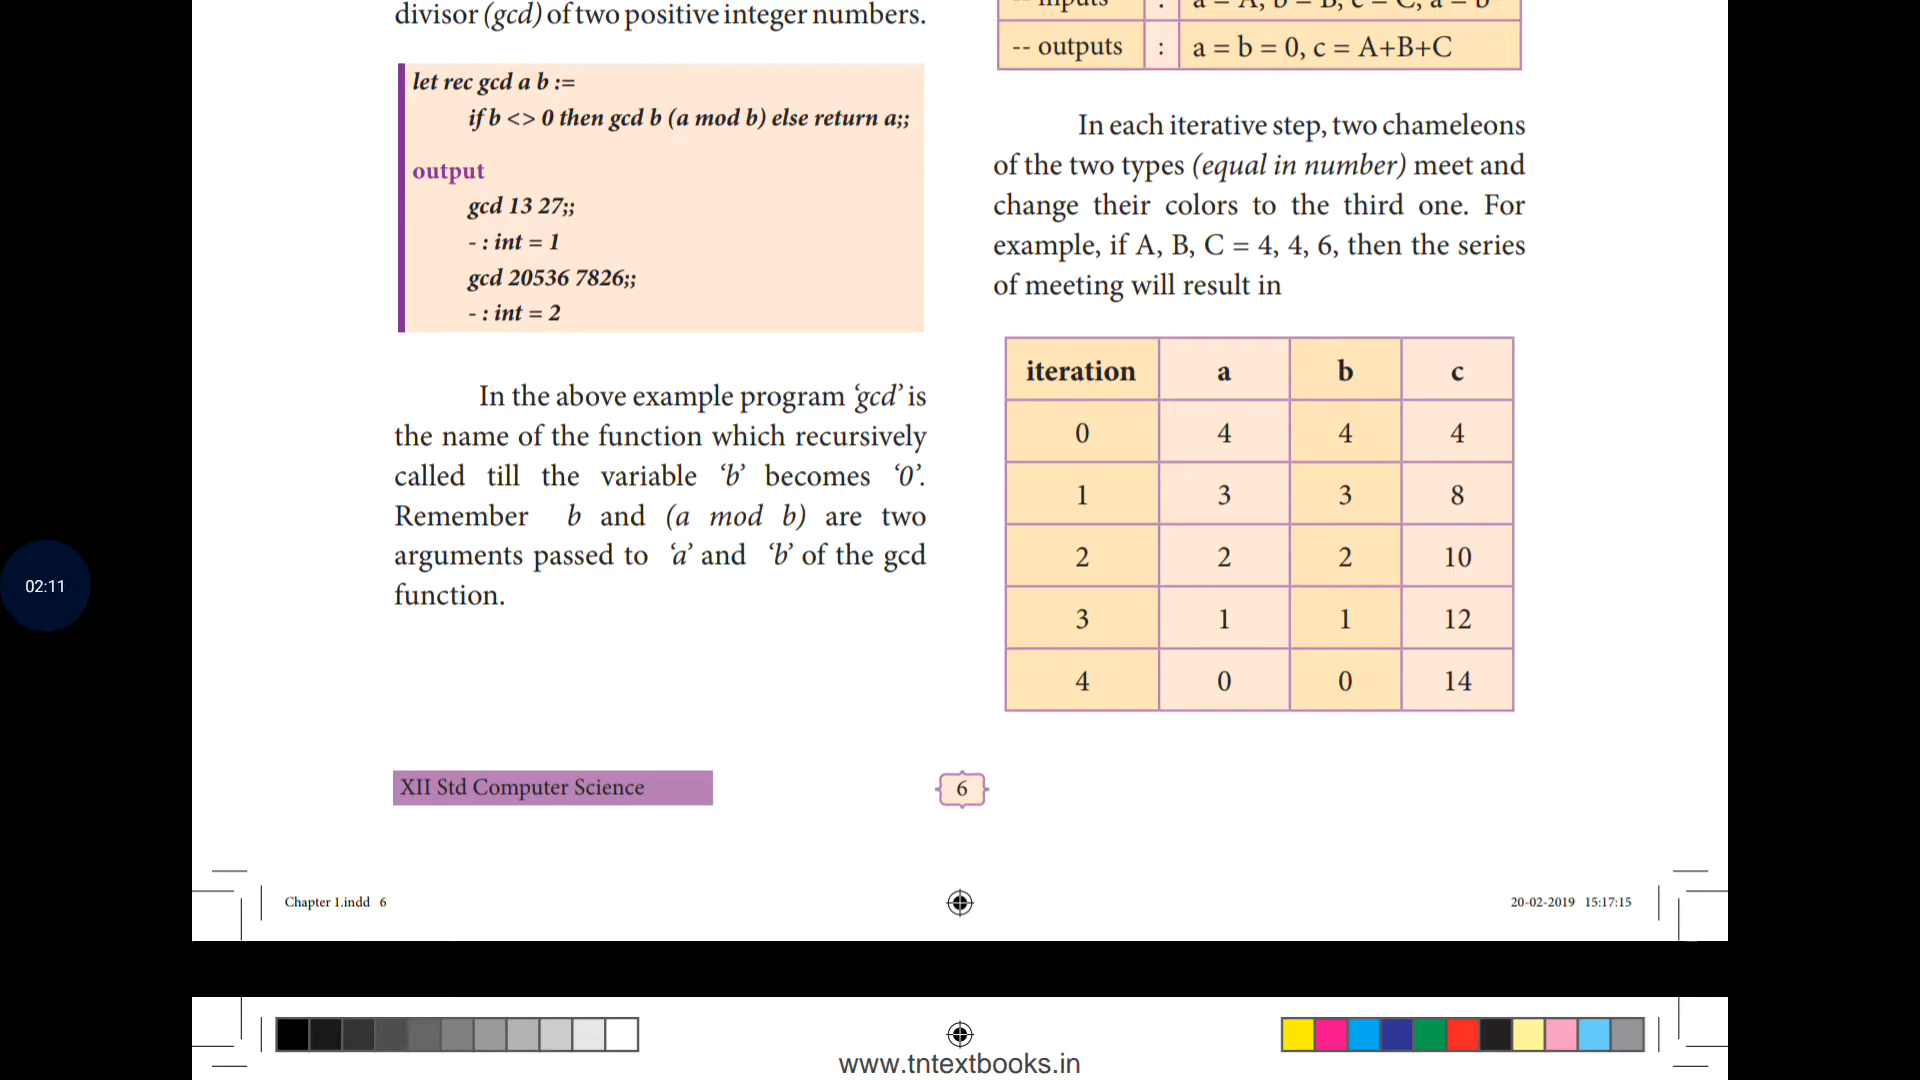 divisor (gcd) of two positive integer numbers.
let rec gcd a b :=
if b <> 0 then gcd b (a mod b) else return a;;
output
gcd 13 27;;
- : int = 1
gcd 20536 7826;;
- : int = 2
In the above example program ‘gcd’ is
the name of the function which recursively
called till the variable ‘b’ becomes ‘0’.
Remember b and (a mod b) are two
arguments passed to ‘a’ and ‘b’ of the gcd
function.
-- inputs : a = A, b = B, c = C, a = b
-- outputs : a = b = 0, c = A+B+C
In each iterative step, two chameleons
of the two types (equal in number) meet and
change their colors to the third one. For
example, if A, B, C = 4, 4, 6, then the series
of meeting will result in
iteration a b c
0 4 4 4
1 3 3 8
2 2 2 10
3 1 1 12
4 0 0 14
XII Std Computer Science
6
02:11
Chapter 1.indd 6
20-02-2019 15:17:15
www.tntextbooks.in